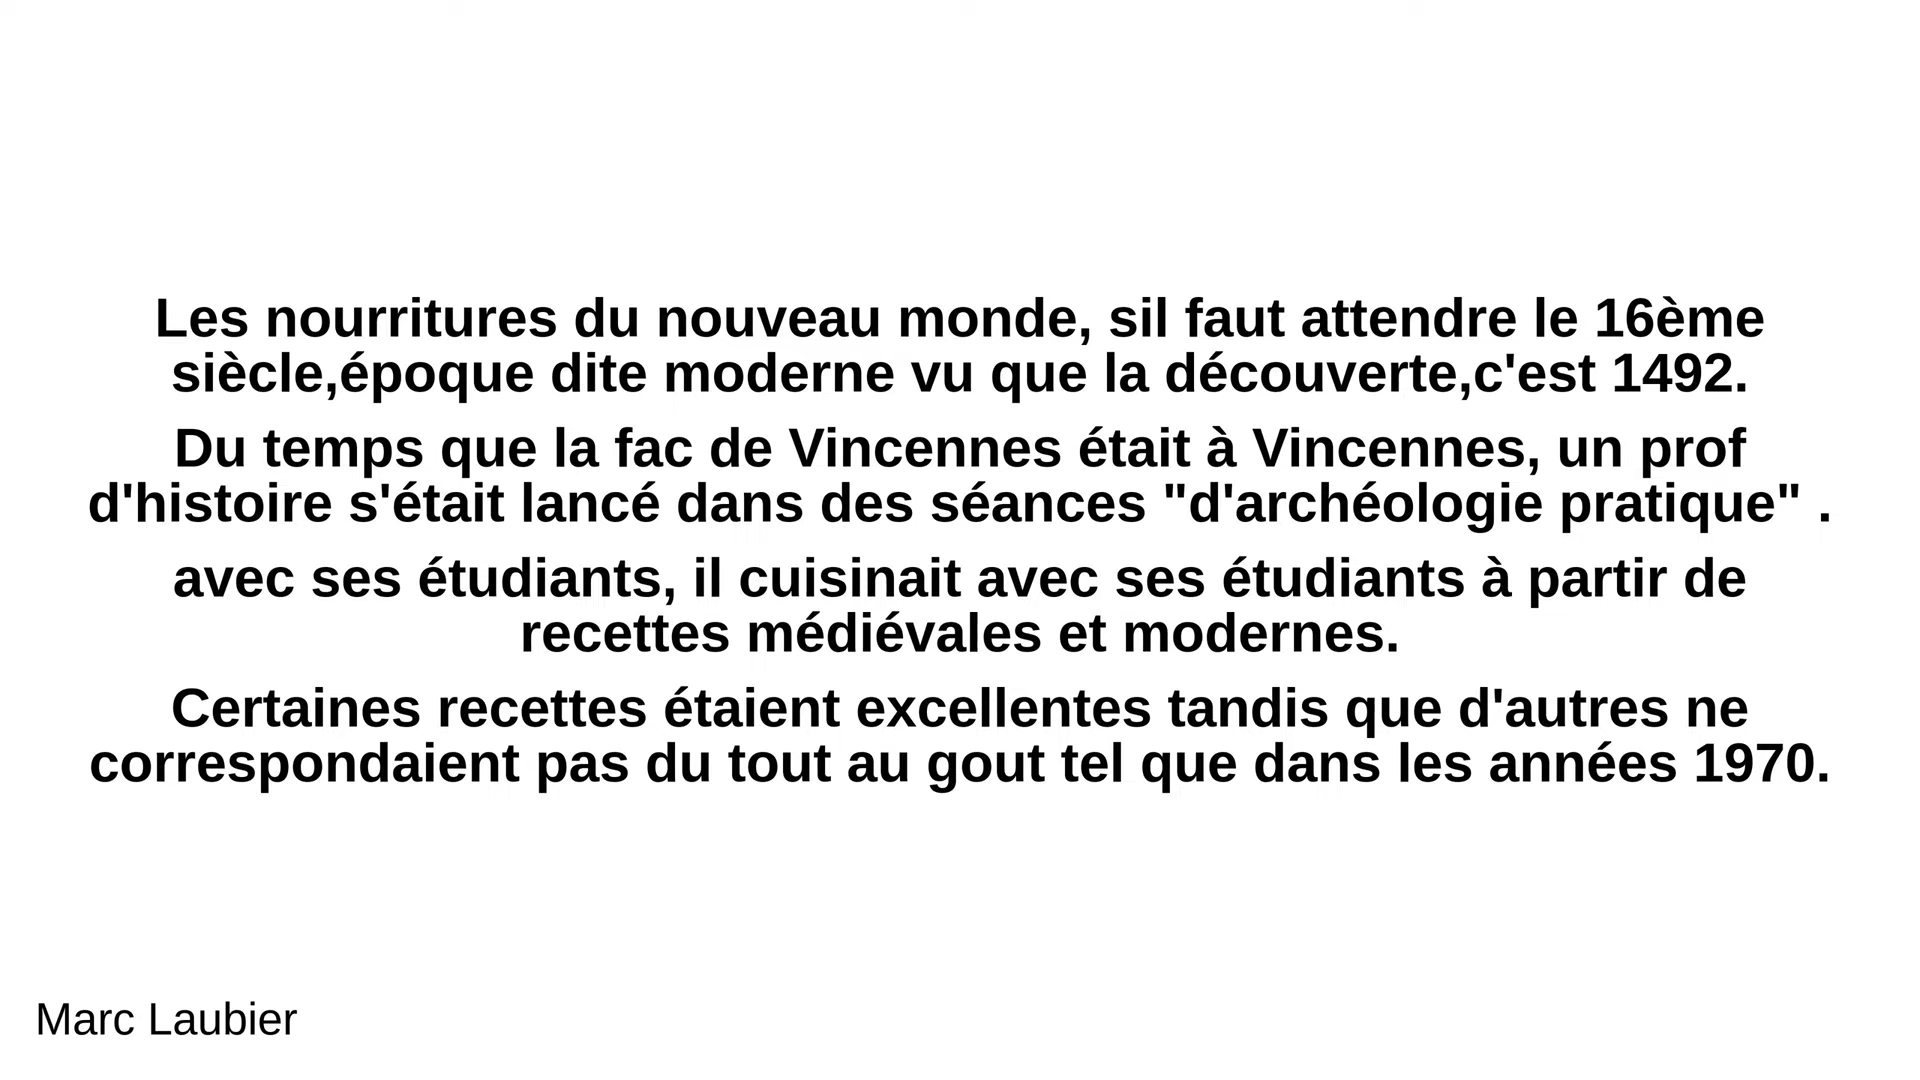 Les nourritures du nouveau monde, sil faut attendre le 16ème
siècle,époque dite moderne vu que la découverte,c'est 1492.
Du temps que la fac de Vincennes était à Vincennes, un prof
d'histoire s'était lancé dans des séances "d'archéologie pratique" .
avec ses étudiants, il cuisinait avec ses étudiants à partir de
recettes médiévales et modernes.
Certaines recettes étaient excellentes tandis que d'autres ne
correspondaient pas du tout au gout tel que dans les années 1970.
Marc Laubier